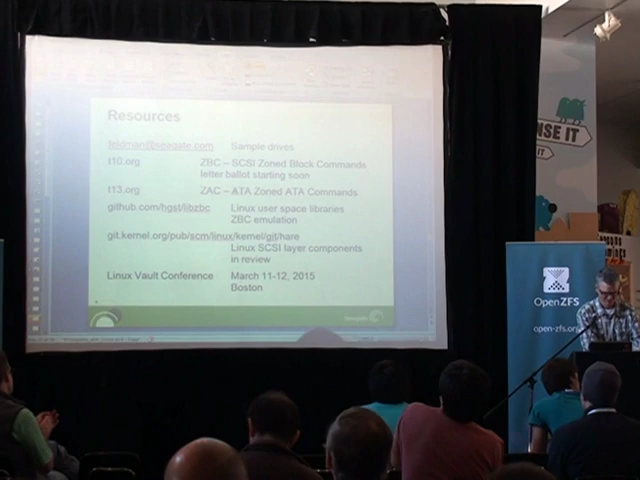 Resources
feldman@seagate.com Sample drives
t10.org ZBC – SCSI Zoned Block Commands
letter ballot starting soon
t13.org ZAC – ATA Zoned ATA Commands
github.com/hgst/libzbc Linux user space libraries
ZBC emulation
git.kernel.org/pub/scm/linux/kernel/git/hare
Linux SCSI layer components
in review
Linux Vault Conference March 11-12, 2015
Boston
NSE IT
IT
OpenZFS
open-zfs.org